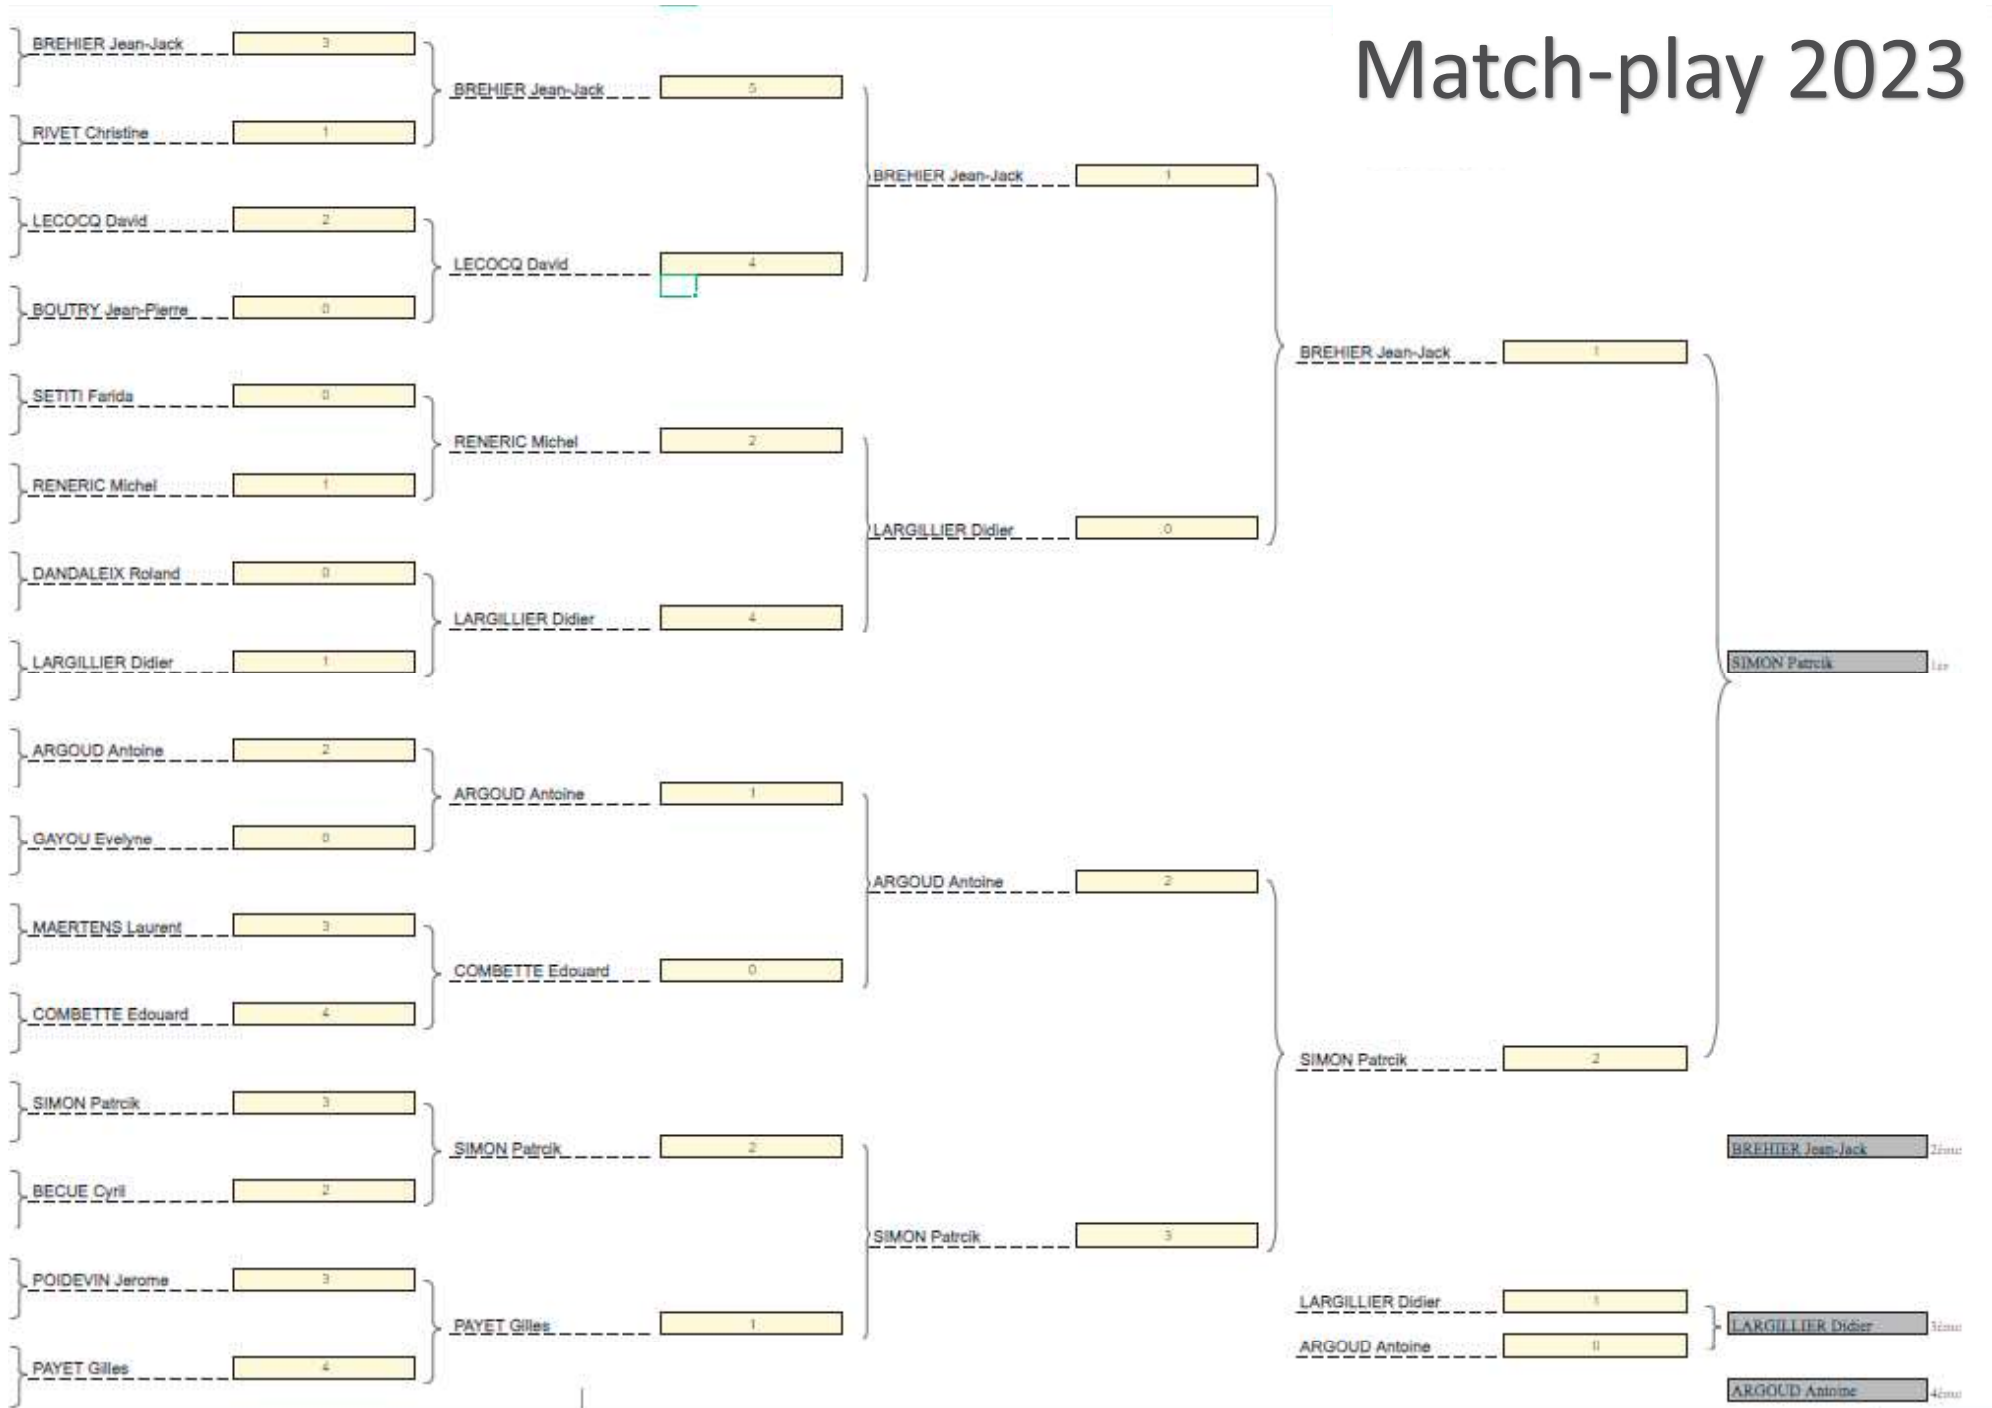 Match-play 2023
BREHIER Jean-Jack 3
RIVET Christine 1
LECOCQ David 2
BOUTRY Jean-Pierre 0
SETITI Farida 0
RENERIC Michel 1
DANDALEIX Roland 0
LARGILLIER Didier 1
ARGOUD Antoine 2
GAYOU Evelyne 0
MAERTENS Laurent 3
COMBETTE Edouard 4
SIMON Patrcik 3
BECUE Cyril 2
POIDEVIN Jerome 3
PAYET Gilles 4
BREHIER Jean-Jack 5
LECOCQ David 4
RENERIC Michel 2
LARGILLIER Didier 4
ARGOUD Antoine 1
COMBETTE Edouard 0
SIMON Patrcik 2
PAYET Gilles 1
BREHIER Jean-Jack 1
LARGILLIER Didier 0
ARGOUD Antoine 2
SIMON Patrcik 3
BREHIER Jean-Jack 1
SIMON Patrcik 2
LARGILLIER Didier 1
ARGOUD Antoine 0
SIMON Patrcik 1er
BREHIER Jean-Jack 2ème
LARGILLIER Didier 3ème
ARGOUD Antoine 4ème